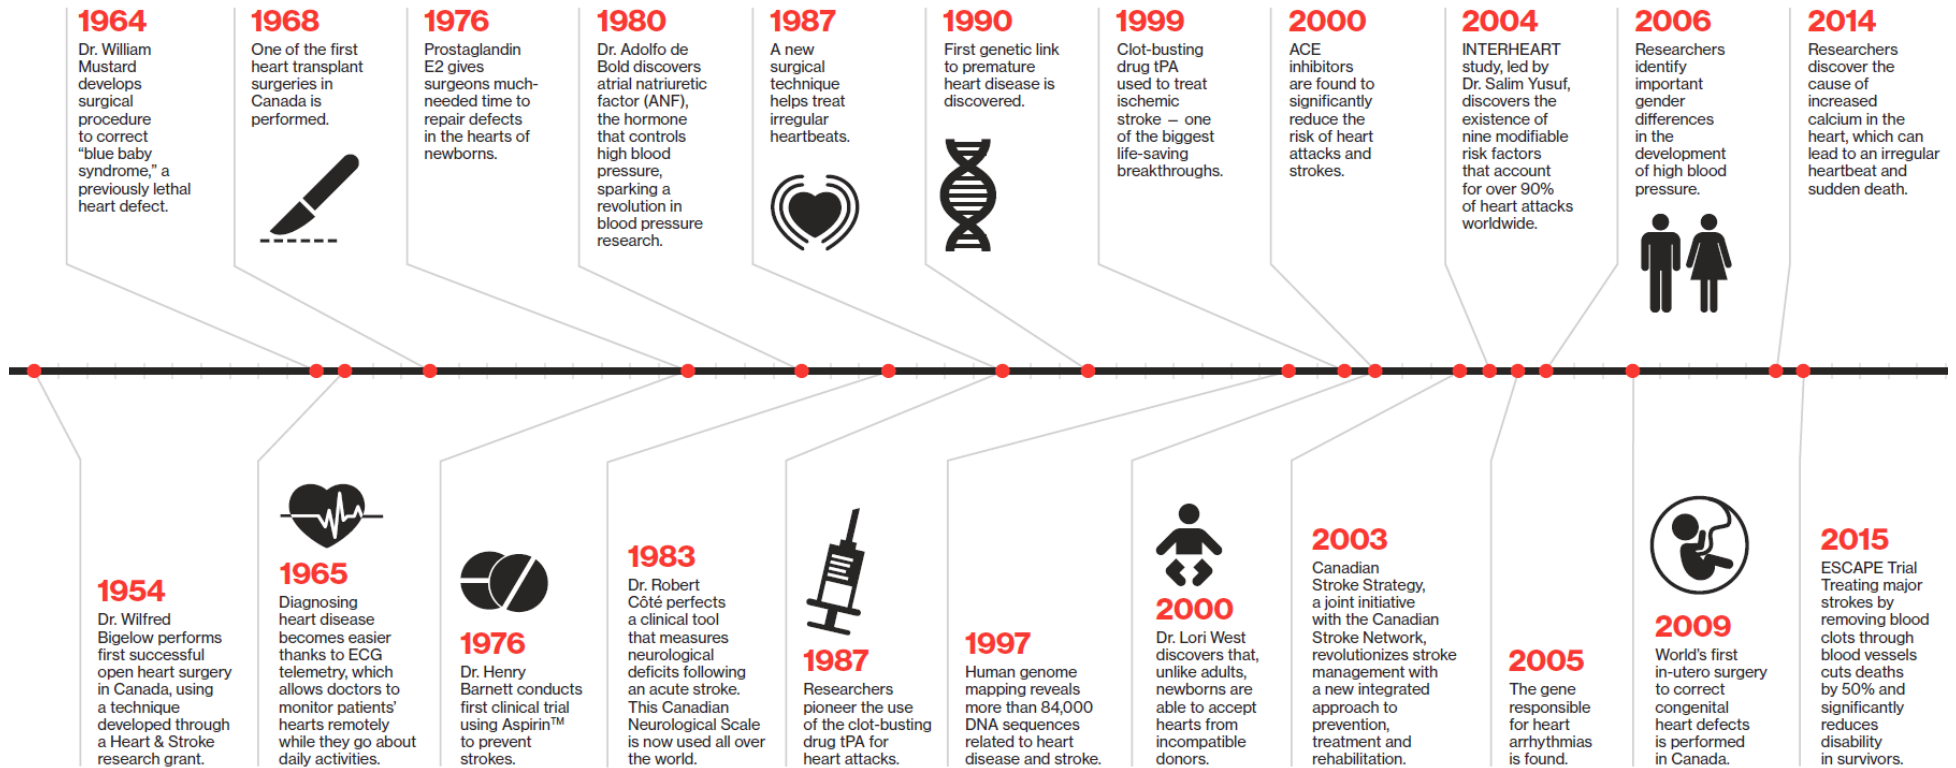 1964
Dr. William
Mustard
develops
surgical
procedure
to correct
“blue baby
syndrome,” a
previously lethal
heart defect.
1968
One of the first
heart transplant
surgeries in
Canada is
performed.
1976
Prostaglandin
E2 gives
surgeons much-
needed time to
repair defects
in the hearts of
newborns.
1980
Dr. Adolfo de
Bold discovers
atrial natriuretic
factor (ANF),
the hormone
that controls
high blood
pressure,
sparking a
revolution in
blood pressure
research.
1987
A new
surgical
technique
helps treat
irregular
heartbeats.
1990
First genetic link
to premature
heart disease is
discovered.
1999
Clot-busting
drug tPA
used to treat
ischemic
stroke — one
of the biggest
life-saving
breakthroughs.
2000
ACE
inhibitors
are found to
significantly
reduce the
risk of heart
attacks and
strokes.
2004
INTERHEART
study, led by
Dr. Salim Yusuf,
discovers the
existence of
nine modifiable
risk factors
that account
for over 90%
of heart attacks
worldwide.
2006
Researchers
identify
important
gender
differences
in the
development
of high blood
pressure.
2014
Researchers
discover the
cause of
increased
calcium in the
heart, which can
lead to an irregular
heartbeat and
sudden death.
1954
Dr. Wilfred
Bigelow performs
first successful
open heart surgery
in Canada, using
a technique
developed through
a Heart & Stroke
research grant.
1965
Diagnosing
heart disease
becomes easier
thanks to ECG
telemetry, which
allows doctors to
monitor patients’
hearts remotely
while they go about
daily activities.
1976
Dr. Henry
Barnett conducts
first clinical trial
using Aspirin™
to prevent
strokes.
1983
Dr. Robert
Côté perfects
a clinical tool
that measures
neurological
deficits following
an acute stroke.
This Canadian
Neurological Scale
is now used all over
the world.
1987
Researchers
pioneer the use
of the clot-busting
drug tPA for
heart attacks.
1997
Human genome
mapping reveals
more than 84,000
DNA sequences
related to heart
disease and stroke.
2000
Dr. Lori West
discovers that,
unlike adults,
newborns are
able to accept
hearts from
incompatible
donors.
2003
Canadian
Stroke Strategy,
a joint initiative
with the Canadian
Stroke Network,
revolutionizes stroke
management with
a new integrated
approach to
prevention,
treatment and
rehabilitation.
2005
The gene
responsible
for heart
arrhythmias
is found.
2009
World’s first
in-utero surgery
to correct
congenital
heart defects
is performed
in Canada.
2015
ESCAPE Trial
Treating major
strokes by
removing blood
clots through
blood vessels
cuts deaths
by 50% and
significantly
reduces
disability
in survivors.